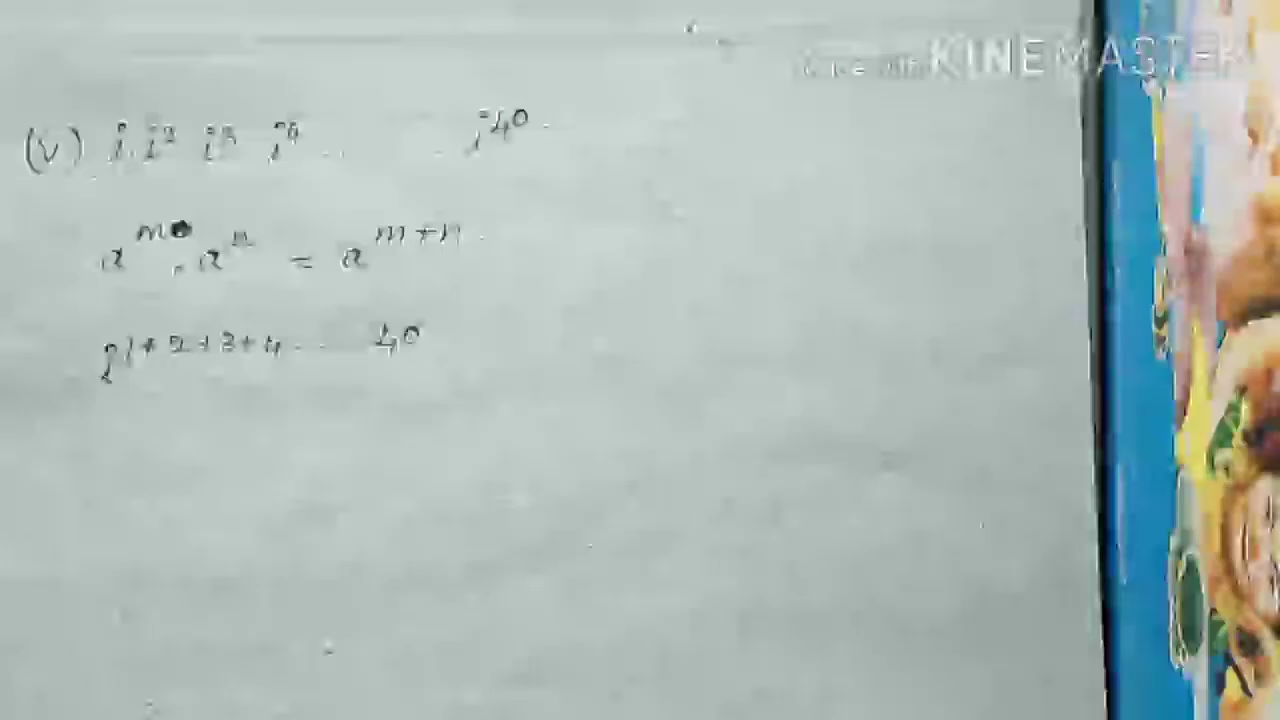 KINEMASTER
(v) i. i² i³ i⁴ .. . . i⁴⁰.
a^m . a^n = a^m+n.
i^1+2+3+4 ... 40